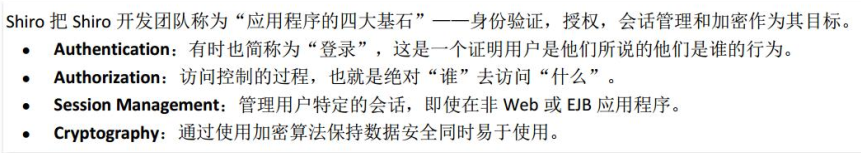 Shiro 把 Shiro 开发团队称为“应用程序的四大基石”——身份验证，授权，会话管理和加密作为其目标。
• Authentication：有时也简称为“登录”，这是一个证明用户是他们所说的他们是谁的行为。
• Authorization：访问控制的过程，也就是绝对“谁”去访问“什么”。
• Session Management：管理用户特定的会话，即使在非 Web 或 EJB 应用程序。
• Cryptography：通过使用加密算法保持数据安全同时易于使用。